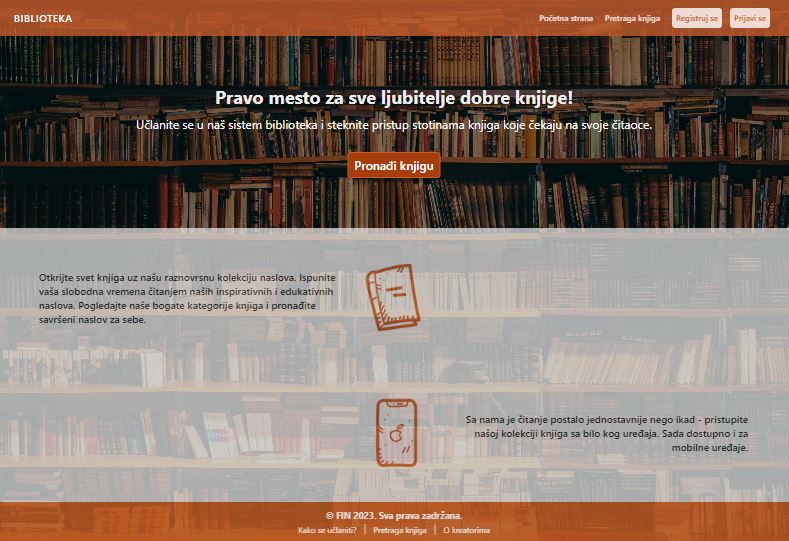 BIBLIOTEKA
Početna strana Pretraga knjiga Registruj se Prijavi se
Pravo mesto za sve ljubitelje dobre knjige!
Učlanite se u naš sistem biblioteka i steknite pristup stotinama knjiga koje čekaju na svoje čitaoce.
Pronađi knjigu
Otkrijte svet knjiga uz našu raznovrsnu kolekciju naslova. Ispunite
vaša slobodna vremena čitanjem naših inspirativnih i edukativnih
naslova. Pogledajte naše bogate kategorije knjiga i pronađite
savršeni naslov za sebe.
Sa nama je čitanje postalo jednostavnije nego ikad - pristupite
našoj kolekciji knjiga sa bilo kog uređaja. Sada dostupno i za
mobilne uređaje.
© FIN 2023. Sva prava zadržana.
Kako se učlaniti? | Pretraga knjiga | O kreatorima